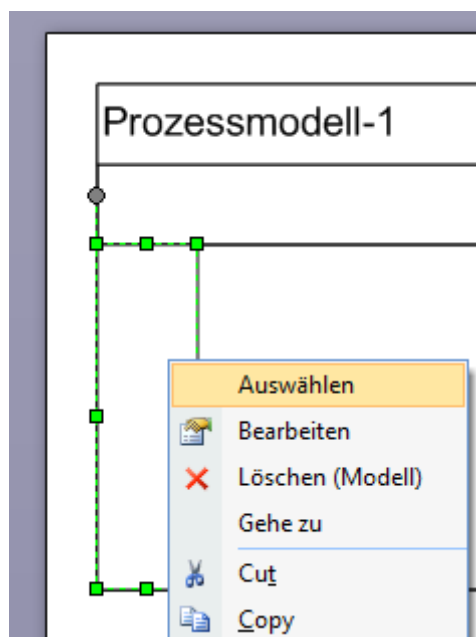 Prozessmodell-1
Auswählen
Bearbeiten
Löschen (Modell)
Gehe zu
Cut
Copy